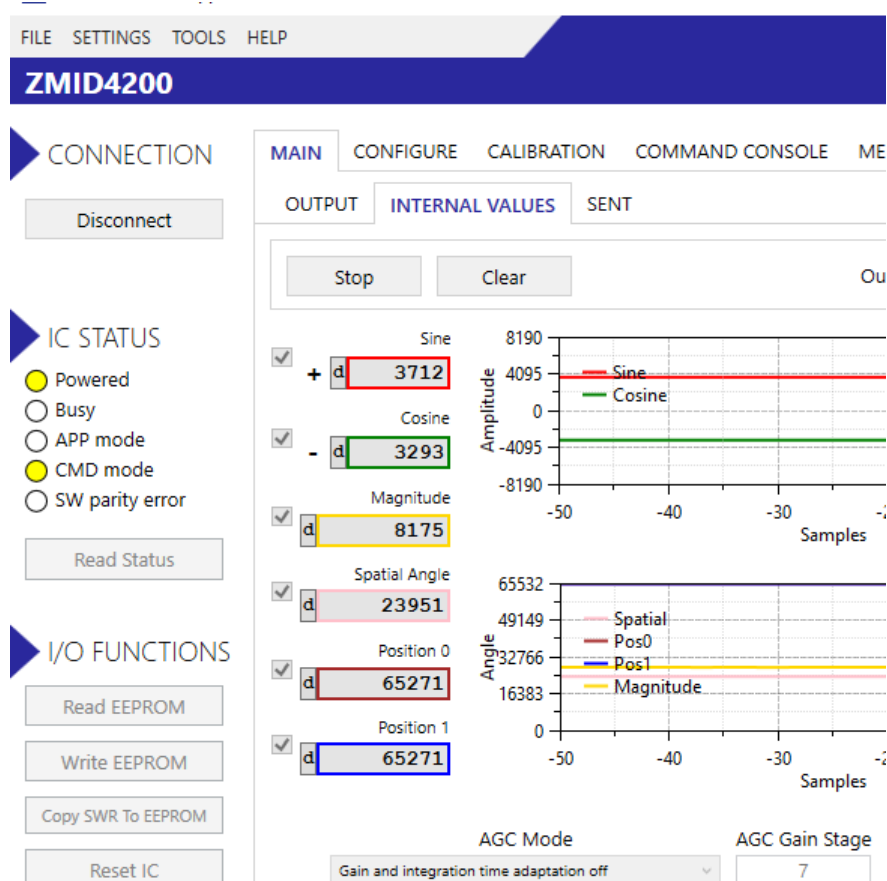 FILE SETTINGS TOOLS HELP
ZMID4200
CONNECTION
Disconnect
IC STATUS
Powered
Busy
APP mode
CMD mode
SW parity error
Read Status
I/O FUNCTIONS
Read EEPROM
Write EEPROM
Copy SWR To EEPROM
Reset IC
MAIN CONFIGURE CALIBRATION COMMAND CONSOLE ME
OUTPUT INTERNAL VALUES SENT
Stop Clear Ou
Sine
+ d 3712
Cosine
- d 3293
Magnitude
d 8175
Spatial Angle
d 23951
Position 0
d 65271
Position 1
d 65271
Amplitude
8190
4095
0
-4095
-8190
Sine
Cosine
-50 -40 -30 -2
Samples
Angle
65532
49149
32766
16383
0
Spatial
Pos0
Pos1
Magnitude
-50 -40 -30 -2
Samples
AGC Mode AGC Gain Stage
Gain and integration time adaptation off 7